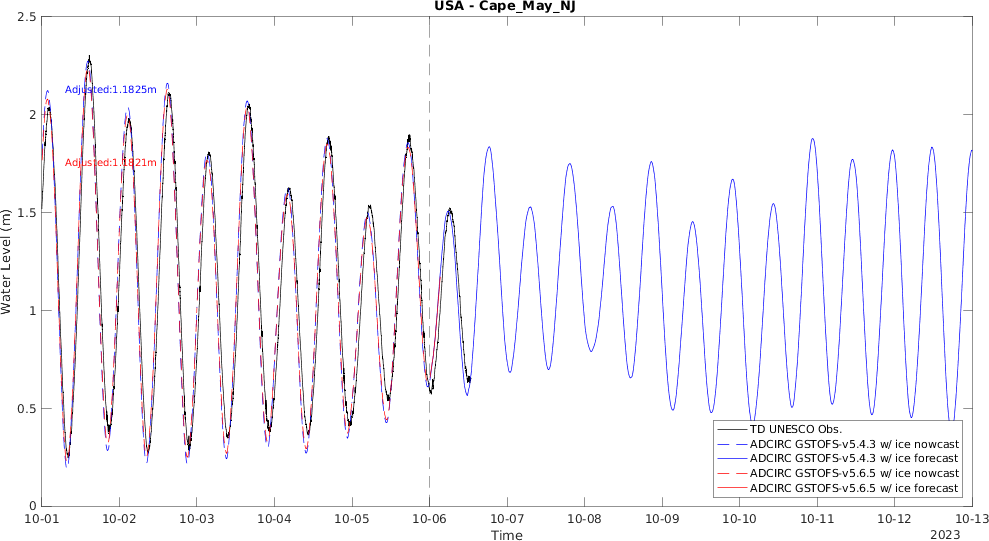 USA - Cape_May_NJ
2.5
2
1.5
1
0.5
0
Water Level (m)
Adjusted:1.1825m
Adjusted:1.1821m
TD UNESCO Obs.
ADCIRC GSTOFS-v5.4.3 w/ ice nowcast
ADCIRC GSTOFS-v5.4.3 w/ ice forecast
ADCIRC GSTOFS-v5.6.5 w/ ice nowcast
ADCIRC GSTOFS-v5.6.5 w/ ice forecast
10-01 10-02 10-03 10-04 10-05 10-06 10-07 10-08 10-09 10-10 10-11 10-12 10-13
Time
2023